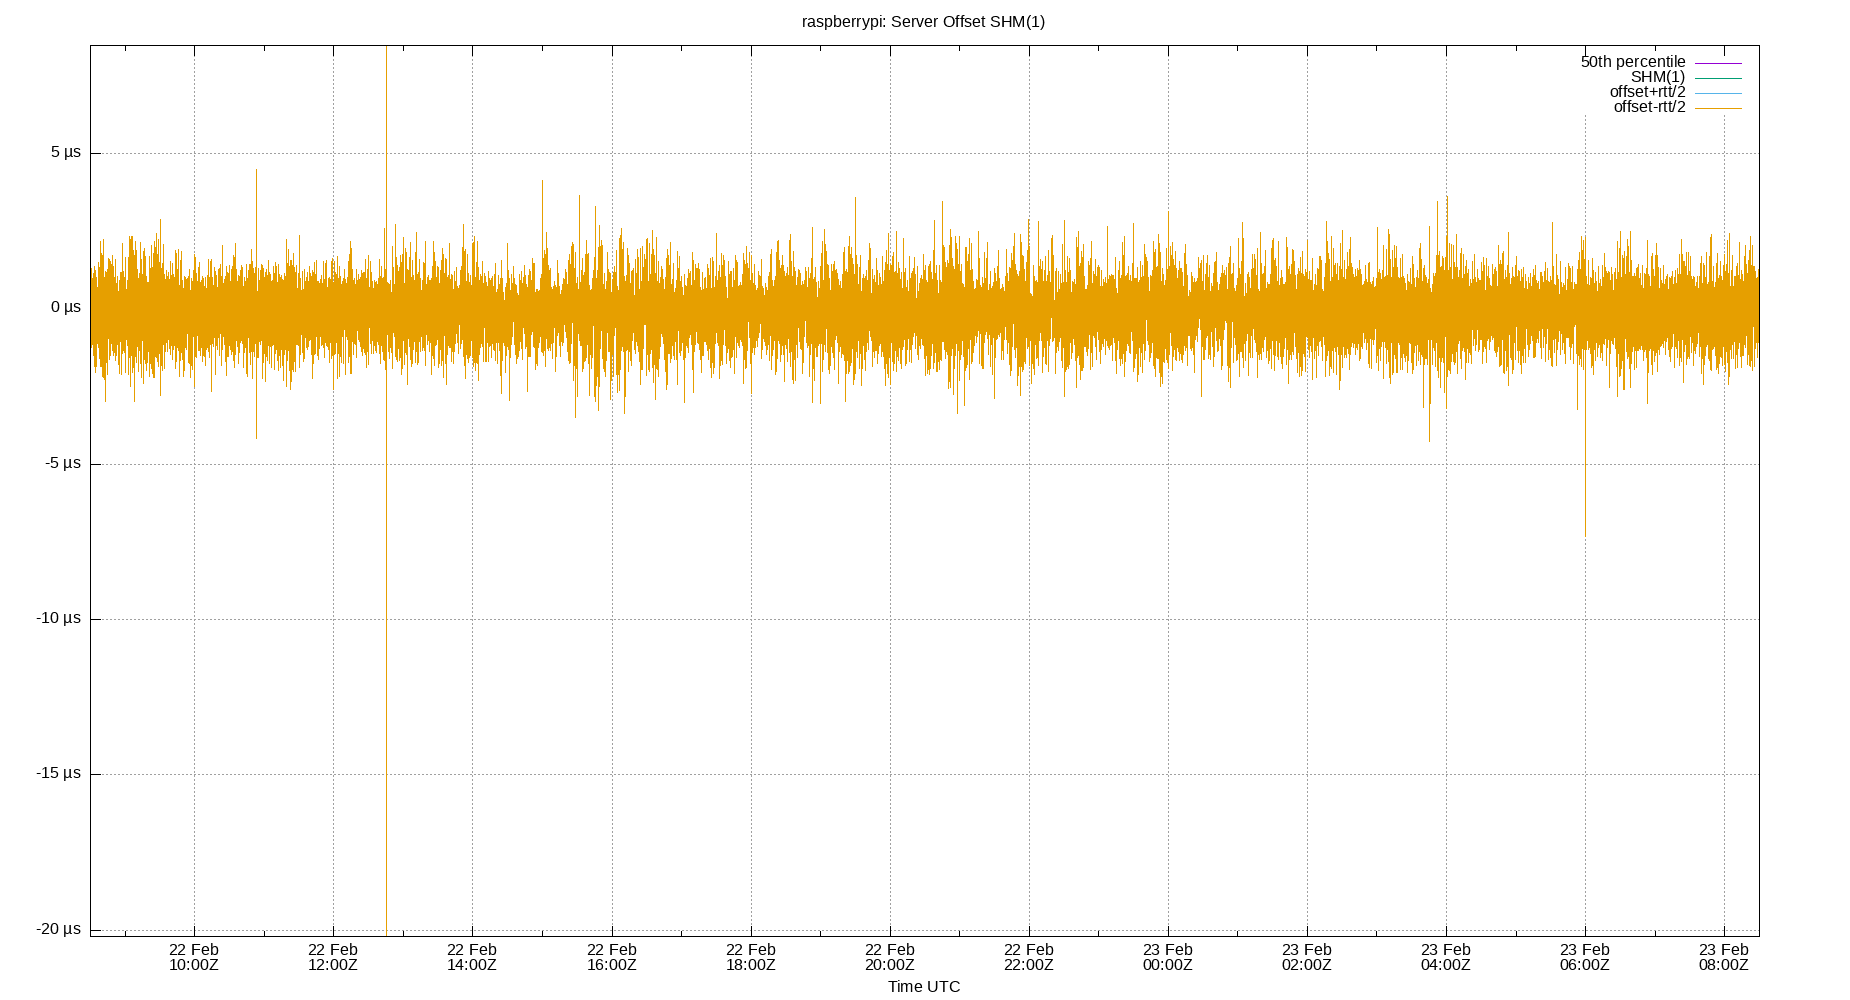 raspberrypi: Server Offset SHM(1)
50th percentile
SHM(1)
offset+rtt/2
offset-rtt/2
5 µs
0 µs
-5 µs
-10 µs
-15 µs
-20 µs
22 Feb 22 Feb 22 Feb 22 Feb 22 Feb 22 Feb 22 Feb 23 Feb 23 Feb 23 Feb 23 Feb 23 Feb
10:00Z 12:00Z 14:00Z 16:00Z 18:00Z 20:00Z 22:00Z 00:00Z 02:00Z 04:00Z 06:00Z 08:00Z
Time UTC